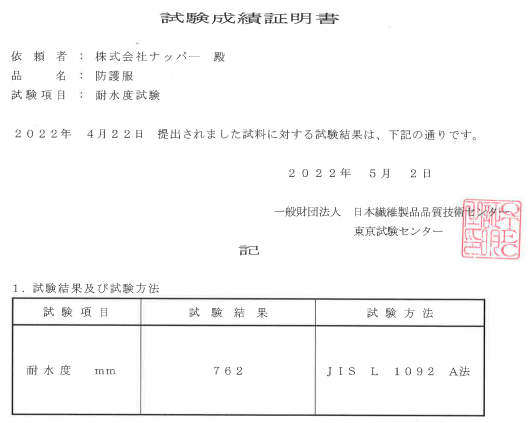 試験成績証明書
依頼者：株式会社ナッパー　殿
品名：防護服
試験項目：耐水度試験
２０２２年　４月２２日　提出されました試料に対する試験結果は、下記の通りです。
２０２２年　５月　２日
一般財団法人　日本繊維製品品質技術センター
東京試験センター
QTEC
記
１．試験結果及び試験方法
試験項目　試験結果　試験方法
耐水度　mm　７６２　ＪＩＳ　Ｌ　１０９２　Ａ法